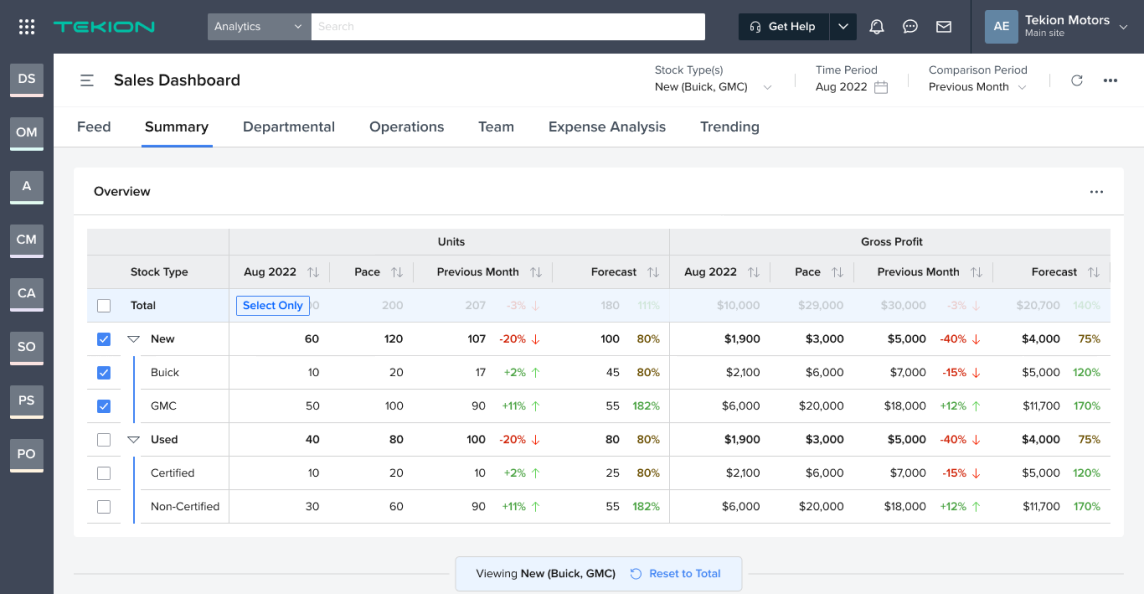 TEKION Analytics Search Get Help AE Tekion Motors
Main site
DS
OM
A
CM
CA
SO
PS
PO
Sales Dashboard
Stock Type(s) Time Period Comparison Period
New (Buick, GMC) Aug 2022 Previous Month
Feed Summary Departmental Operations Team Expense Analysis Trending
Overview
Units Gross Profit
Stock Type Aug 2022 Pace Previous Month Forecast Aug 2022 Pace Previous Month Forecast
Total Select Only 200 207 -3% ↓ 180 111% $10,000 $29,000 $30,000 -3% ↓ $20,700 140%
New 60 120 107 -20% ↓ 100 80% $1,900 $3,000 $5,000 -40% ↓ $4,000 75%
Buick 10 20 17 +2% ↑ 45 80% $2,100 $6,000 $7,000 -15% ↓ $5,000 120%
GMC 50 100 90 +11% ↑ 55 182% $6,000 $20,000 $18,000 +12% ↑ $11,700 170%
Used 40 80 100 -20% ↓ 80 80% $1,900 $3,000 $5,000 -40% ↓ $4,000 75%
Certified 10 20 10 +2% ↑ 25 80% $2,100 $6,000 $7,000 -15% ↓ $5,000 120%
Non-Certified 30 60 90 +11% ↑ 55 182% $6,000 $20,000 $18,000 +12% ↑ $11,700 170%
Viewing New (Buick, GMC) Reset to Total